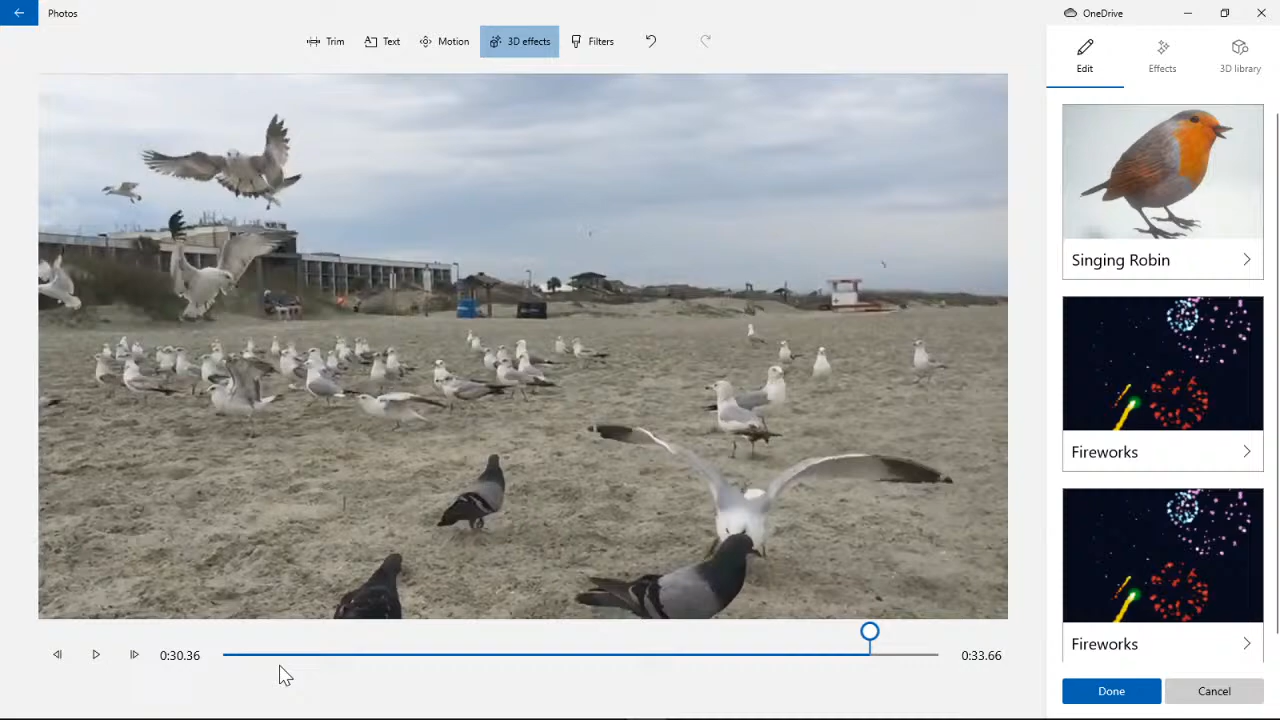 Photos
OneDrive
Trim
Text
Motion
3D effects
Filters
Edit
Effects
3D library
Singing Robin
Fireworks
Fireworks
0:30.36
0:33.66
Done
Cancel